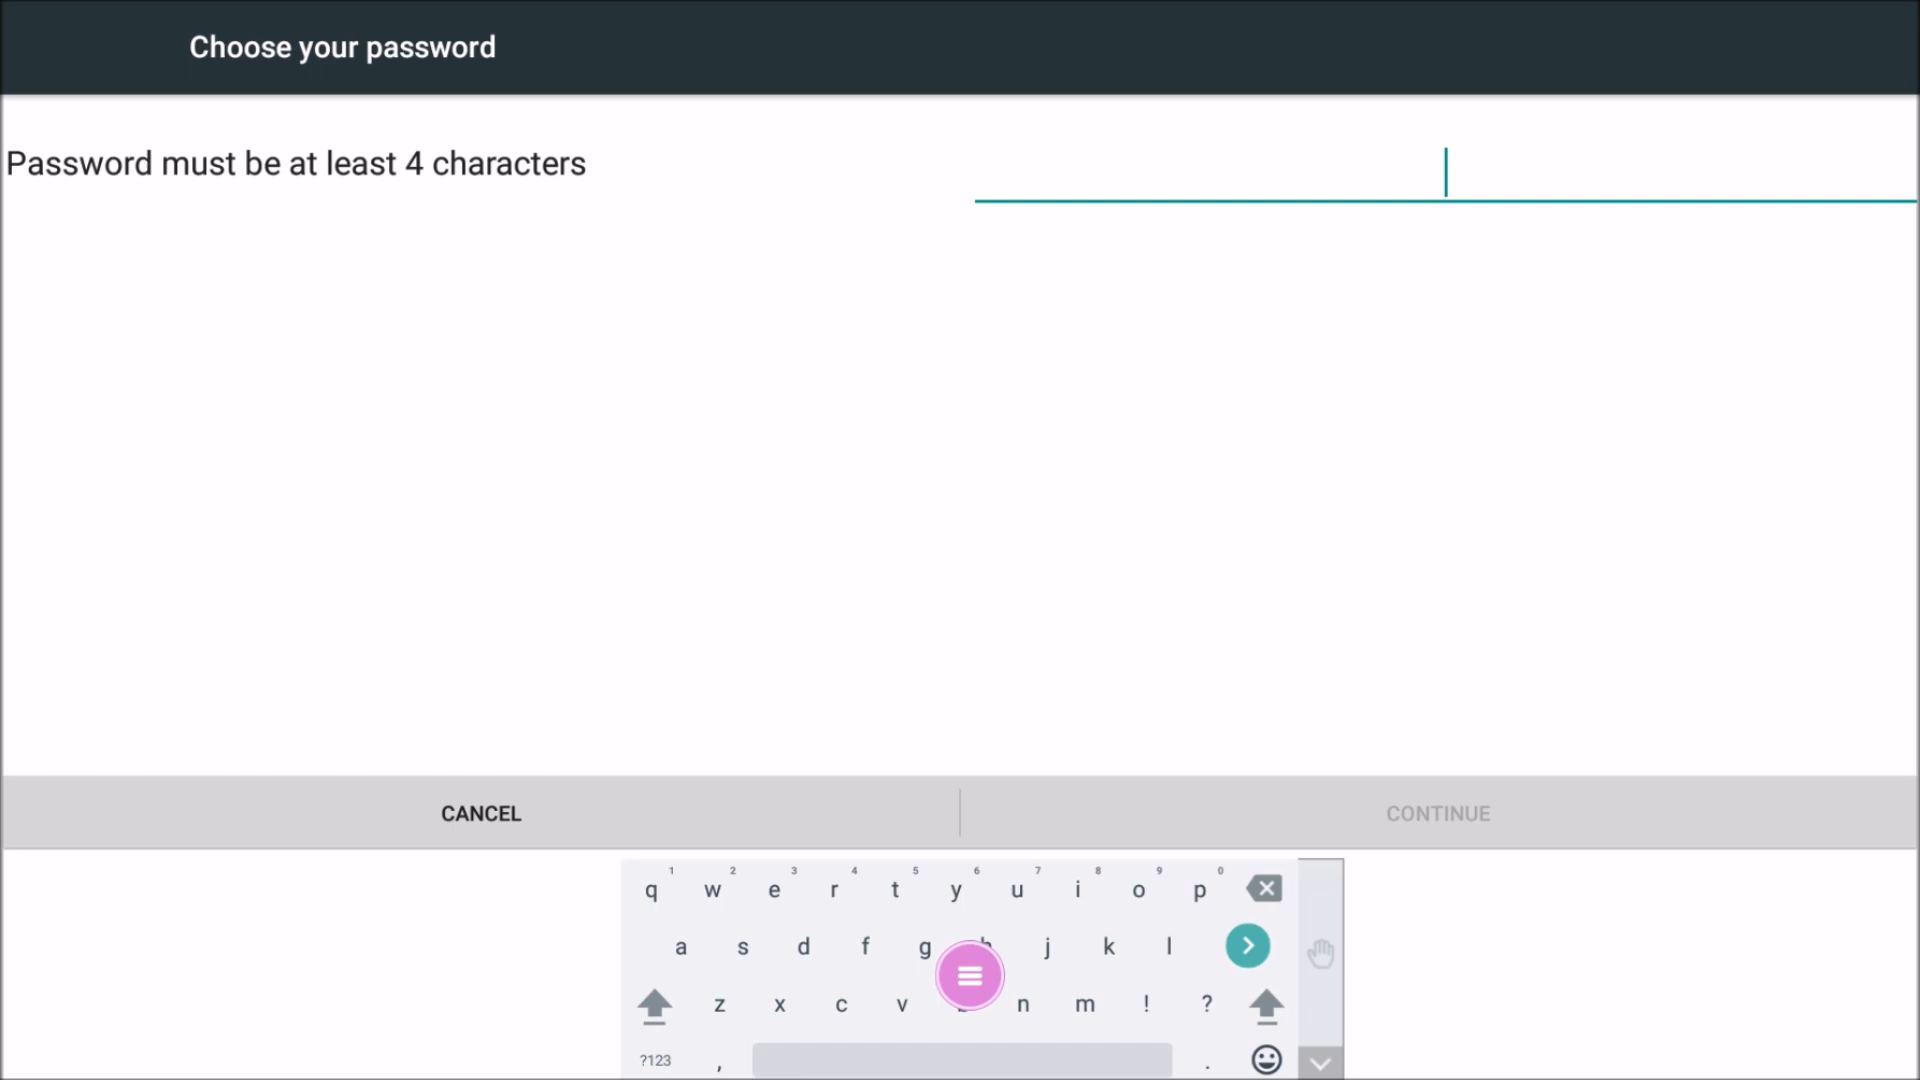 Choose your password
Password must be at least 4 characters
CANCEL
CONTINUE
1 2 3 4 5 6 7 8 9 0
q w e r t y u i o p
a s d f g h j k l
z x c v n m ! ?
?123 , .